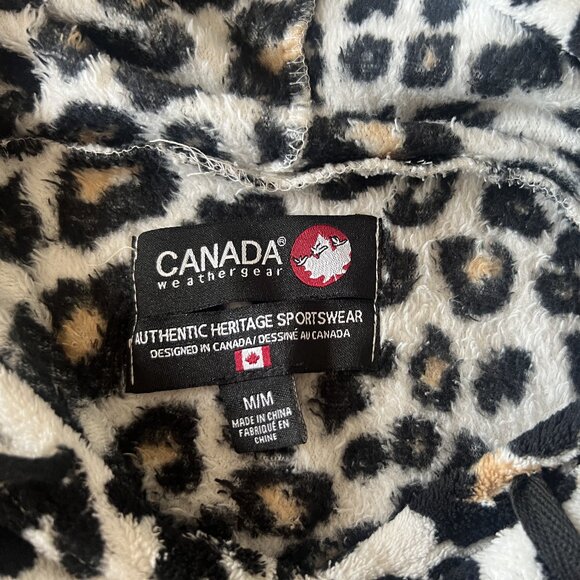 CANADA®
weathergear
AUTHENTIC HERITAGE SPORTSWEAR
DESIGNED IN CANADA/DESSINÉ AU CANADA
M/M
MADE IN CHINA
FABRIQUÉ EN
CHINE